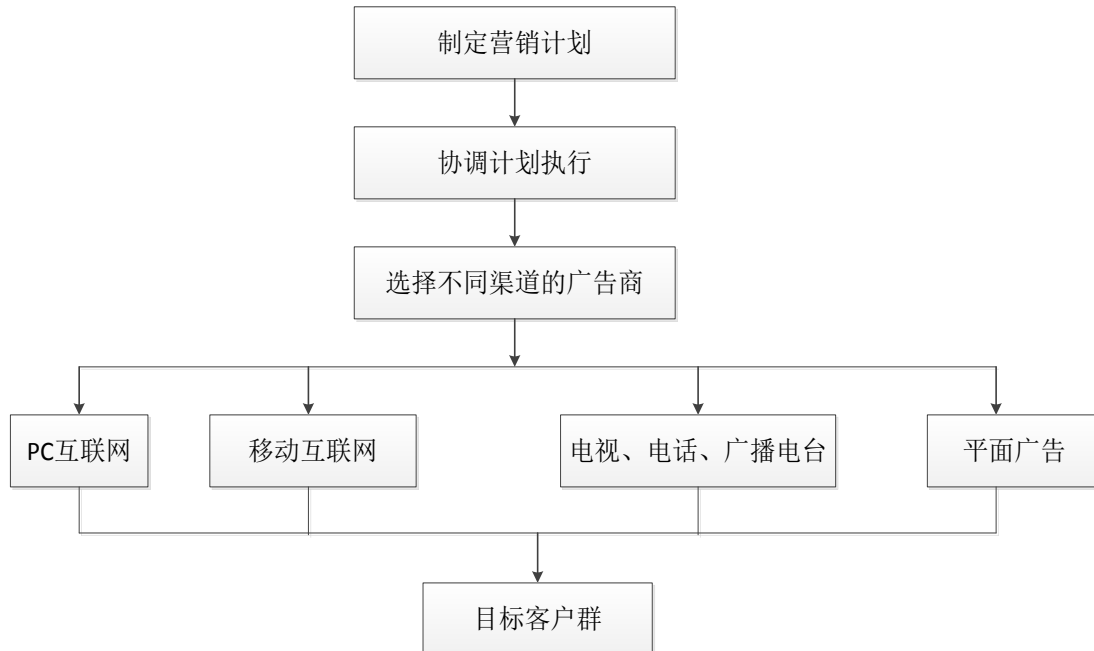 制定营销计划
协调计划执行
选择不同渠道的广告商
PC互联网
移动互联网
电视、电话、广播电台
平面广告
目标客户群